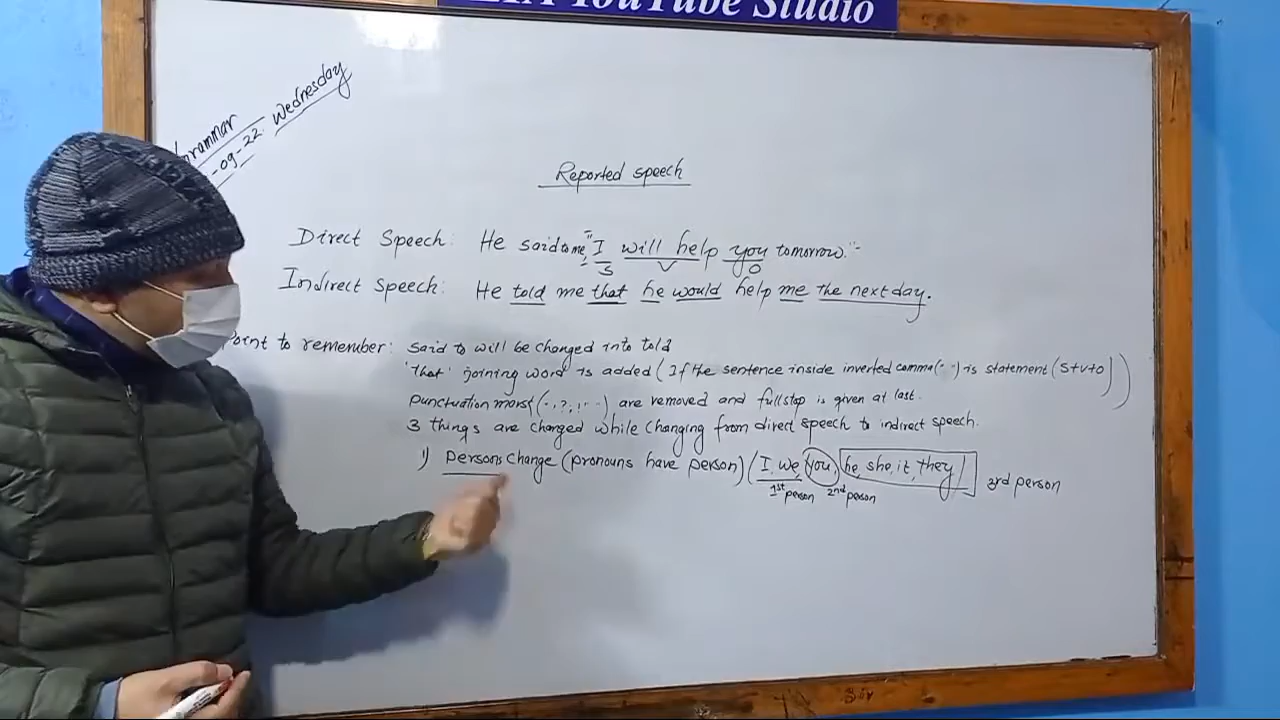 YouTube Studio
Grammar
-09-22 Wednesday
Reported speech
Direct Speech: He said to me, "I will help you tomorrow."
S V O
Indirect speech: He told me that he would help me the next day.
Point to remember: said to will be changed into told
'that' joining word is added (If the sentence inside inverted comma (" ") is statement (S+V+O))
punctuation mars (-,?,!--) are removed and fullstop is given at last.
3 things are changed while changing from direct speech to indirect speech.
1) persons change (pronouns have person) (I, we, you, he, she, it, they)
1st person 2nd person 3rd person